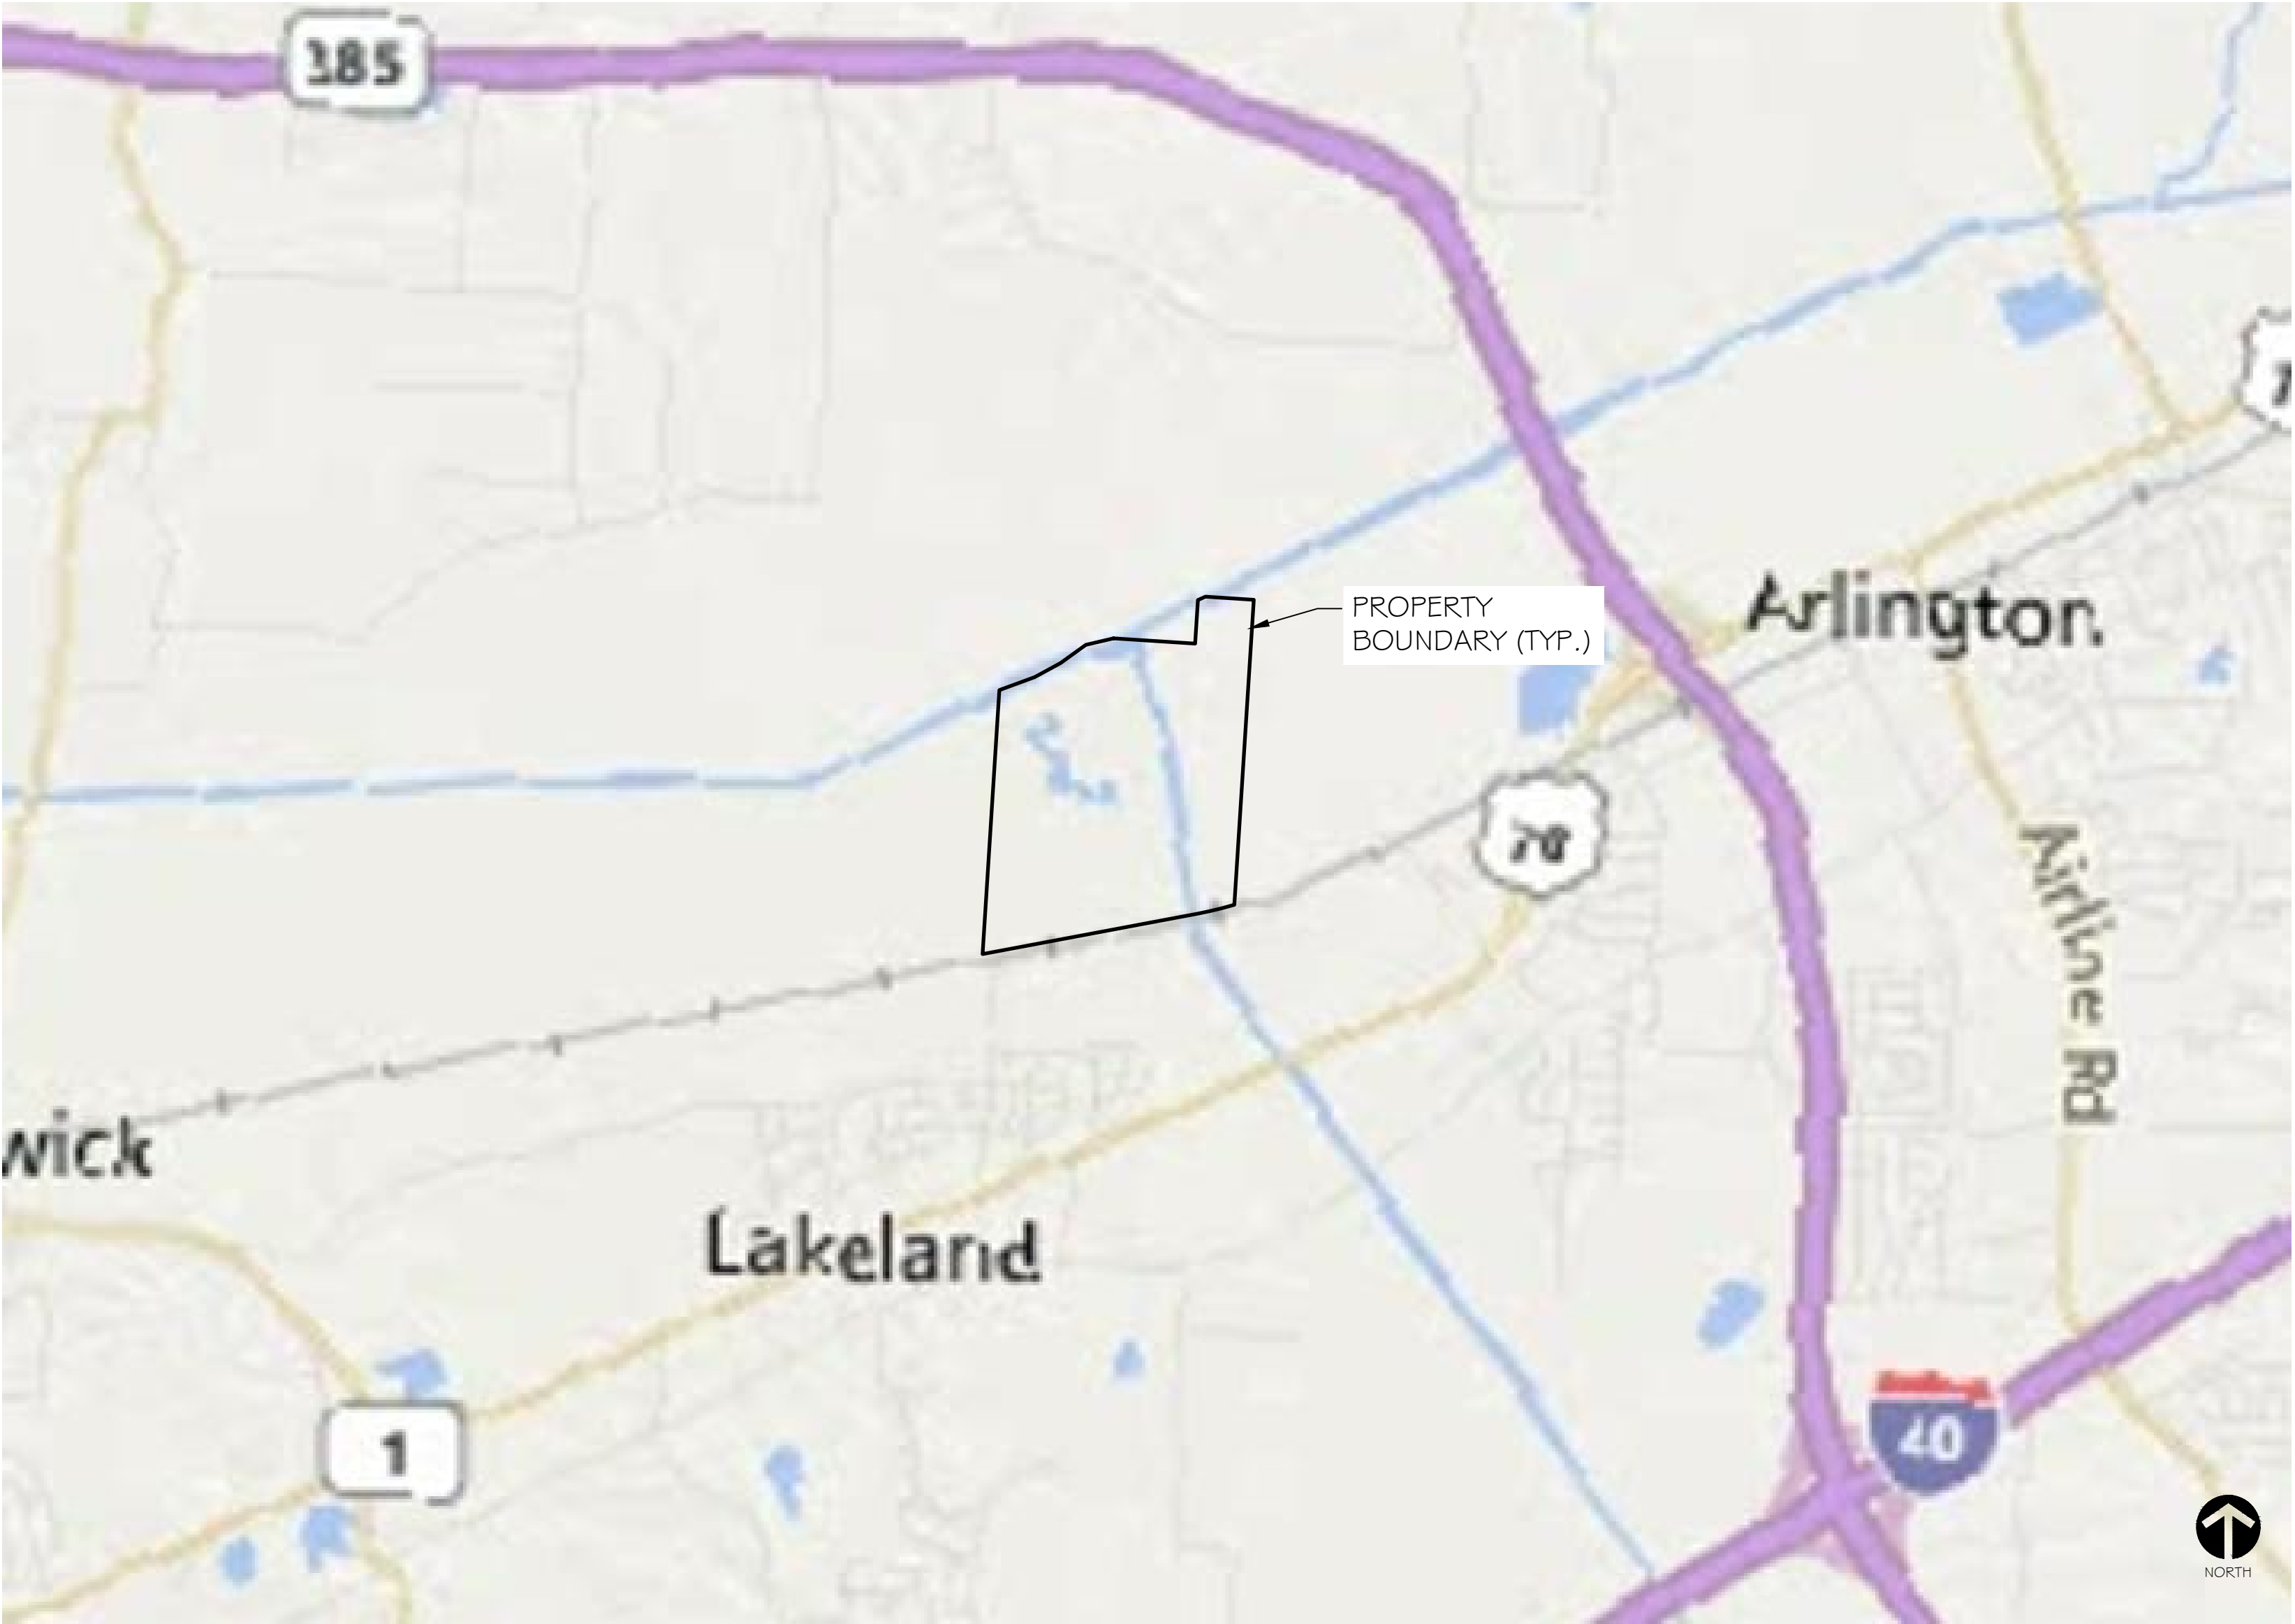 385
PROPERTY
BOUNDARY (TYP.)
Arlington
70
Airline Rd
wick
Lakeland
1
40
NORTH